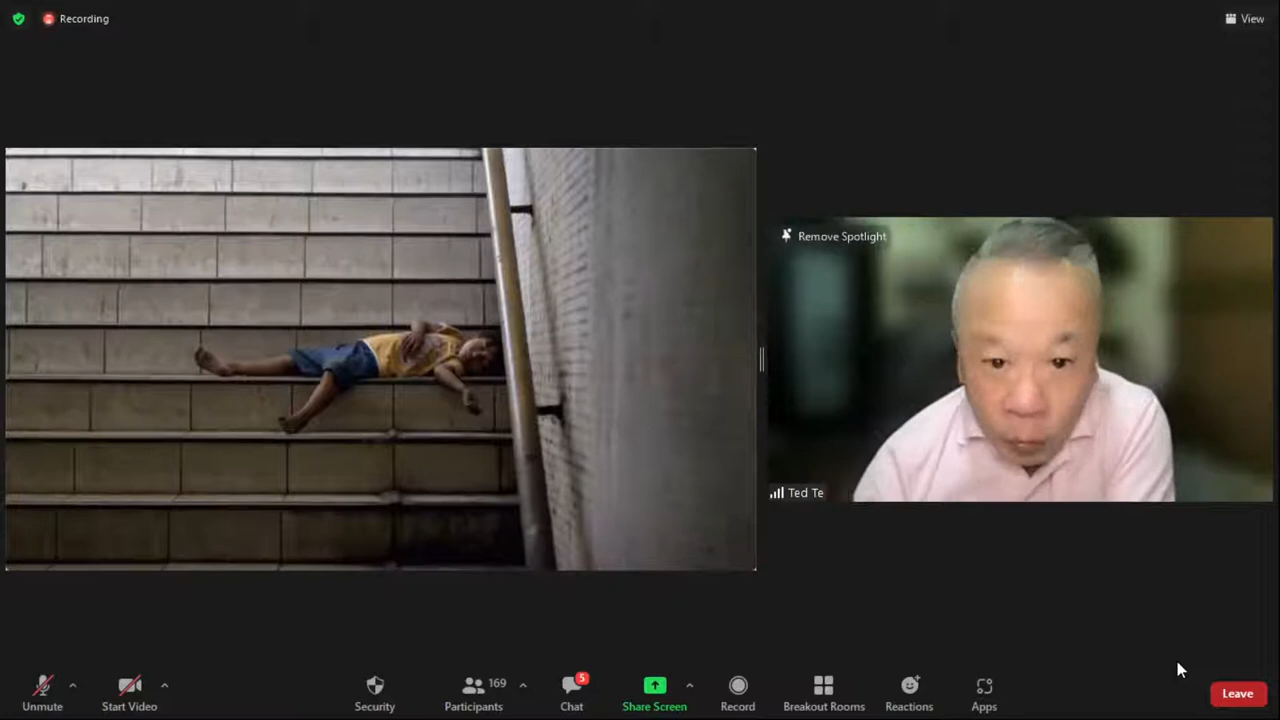 Recording
View
Remove Spotlight
Ted Te
Unmute
Start Video
Security
169
Participants
5
Chat
Share Screen
Record
Breakout Rooms
Reactions
Apps
Leave